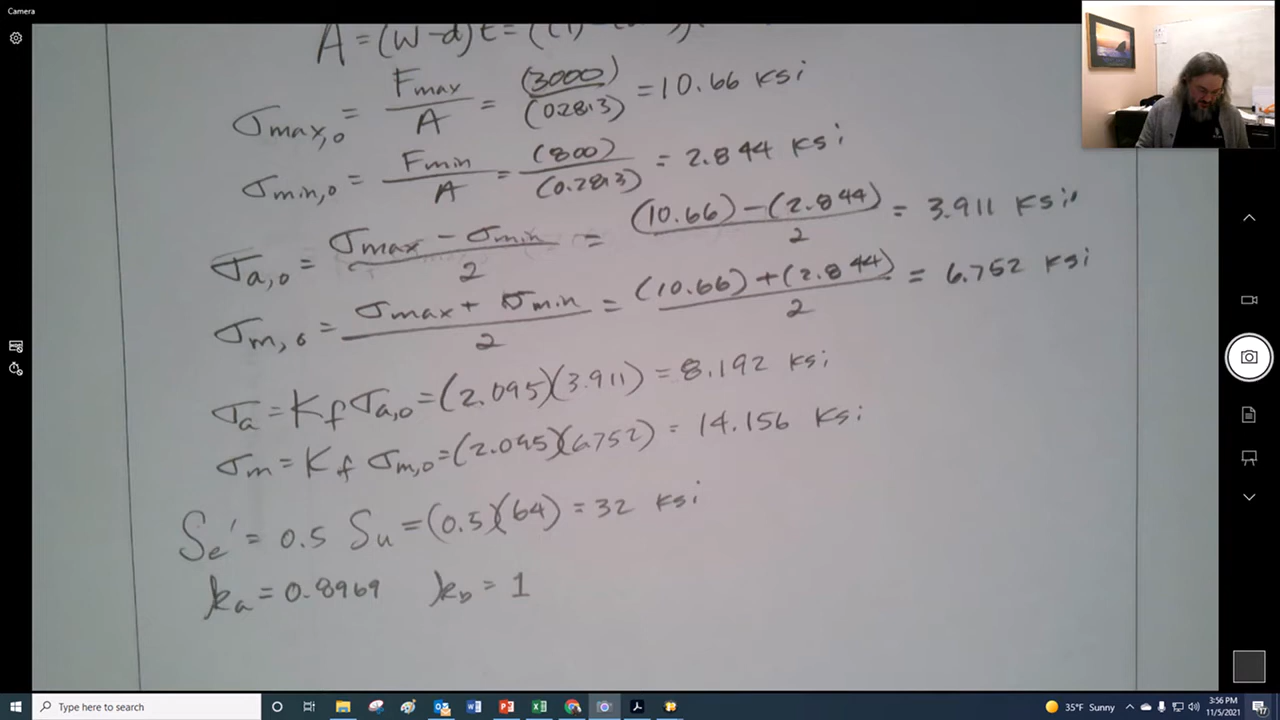 Camera
A = (W-d)t = ((1)-(
σmax,o = Fmax/A = (3000)/(02813) = 10.66 ksi
σmin,o = Fmin/A = (800)/(0.2813) = 2.844 ksi
σa,o = (σmax - σmin)/2 = ((10.66)-(2.844))/2 = 3.911 ksi
σm,o = (σmax + σmin)/2 = ((10.66)+(2.844))/2 = 6.752 ksi
σa = Kf σa,o = (2.095)(3.911) = 8.192 ksi
σm = Kf σm,o = (2.095)(6.752) = 14.156 ksi
Se' = 0.5 Su = (0.5)(64) = 32 ksi
ka = 0.8969 kb = 1
Type here to search
35°F Sunny
3:56 PM
11/5/2021
17